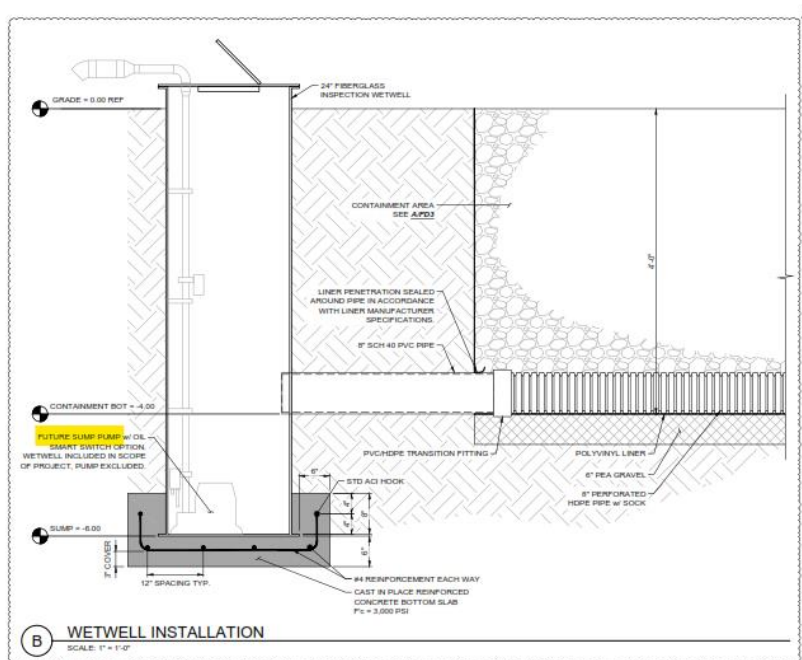 24" FIBERGLASS
INSPECTION WETWELL
GRADE = 0.00 REF
CONTAINMENT AREA
SEE A/FD3
4'-0"
LINER PENETRATION SEALED
AROUND PIPE IN ACCORDANCE
WITH LINER MANUFACTURER
SPECIFICATIONS.
8" SCH 40 PVC PIPE
CONTAINMENT BOT = -4.00
FUTURE SUMP PUMP w/ OIL
SMART SWITCH OPTION.
WETWELL INCLUDED IN SCOPE
OF PROJECT, PUMP EXCLUDED.
PVC/HDPE TRANSITION FITTING
POLYVINYL LINER
6" PEA GRAVEL
8" PERFORATED
HDPE PIPE w/ SOCK
6"
STD ACI HOOK
8"
SUMP = -6.00
6"
3" COVER
12" SPACING TYP.
#4 REINFORCEMENT EACH WAY
CAST IN PLACE REINFORCED
CONCRETE BOTTOM SLAB
F'c = 3,000 PSI
B
WETWELL INSTALLATION
SCALE: 1" = 1'-0"